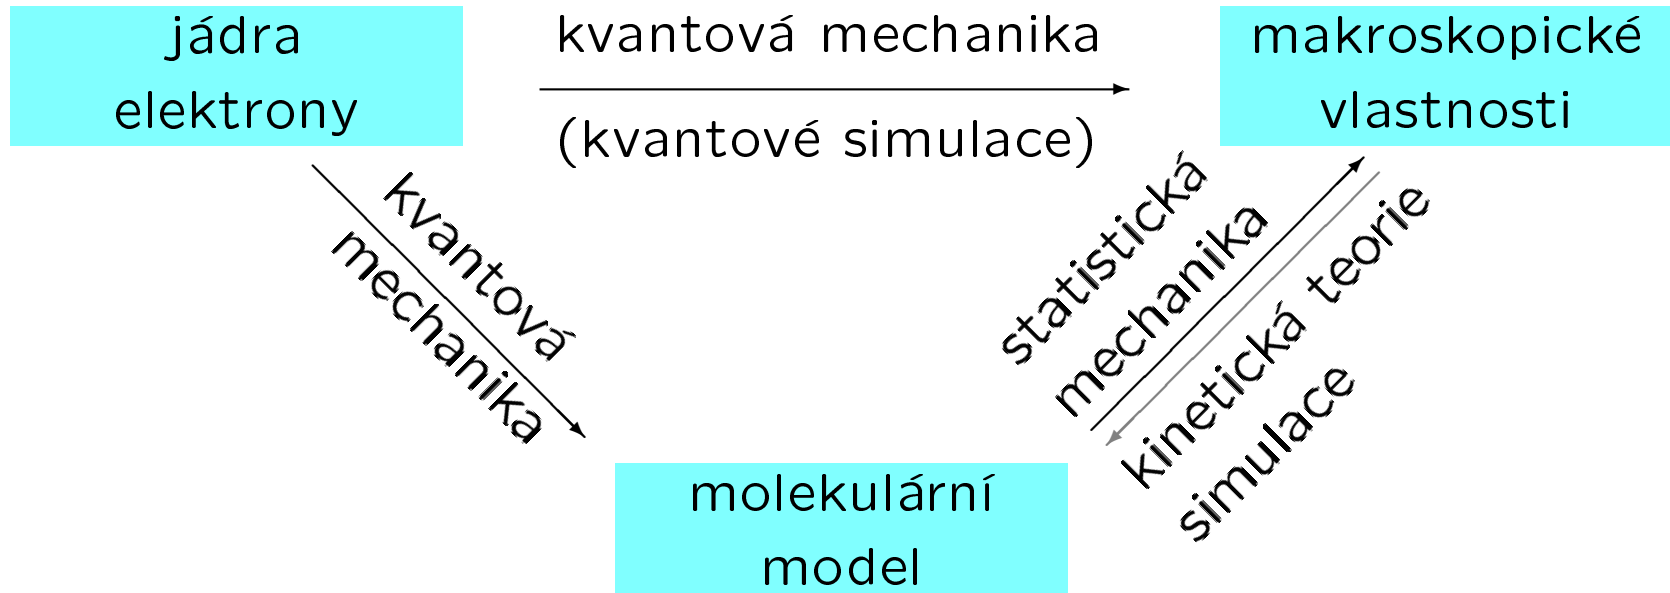 jádra
elektrony
kvantová mechanika
(kvantové simulace)
makroskopické
vlastnosti
kvantová
mechanika
statistická
mechanika
kinetická teorie
simulace
molekulární
model